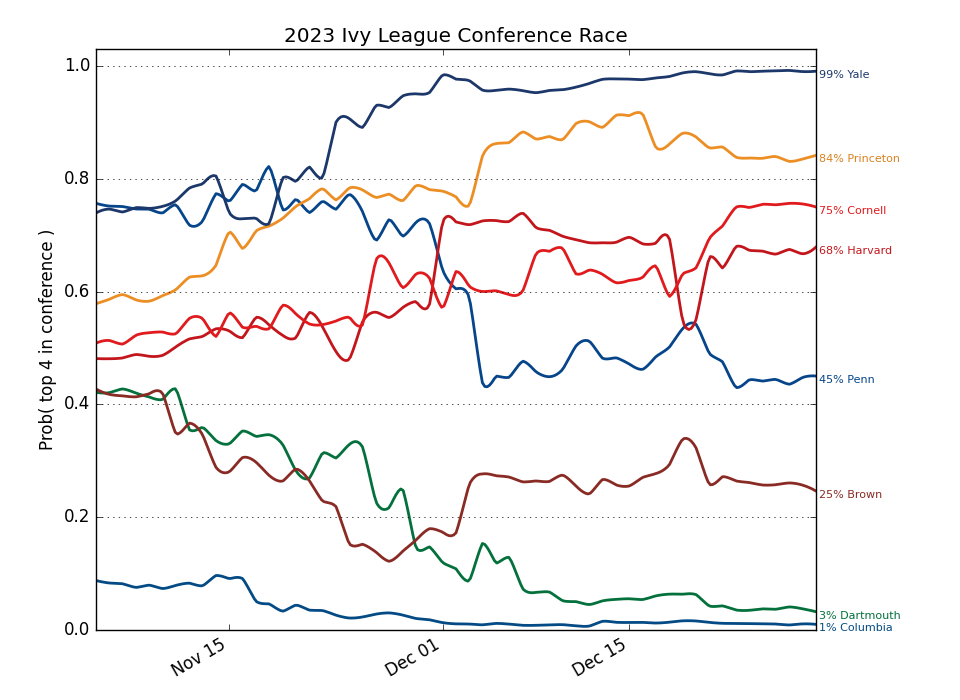 2023 Ivy League Conference Race
Prob( top 4 in conference )
1.0
0.8
0.6
0.4
0.2
0.0
Nov 15
Dec 01
Dec 15
99% Yale
84% Princeton
75% Cornell
68% Harvard
45% Penn
25% Brown
3% Dartmouth
1% Columbia